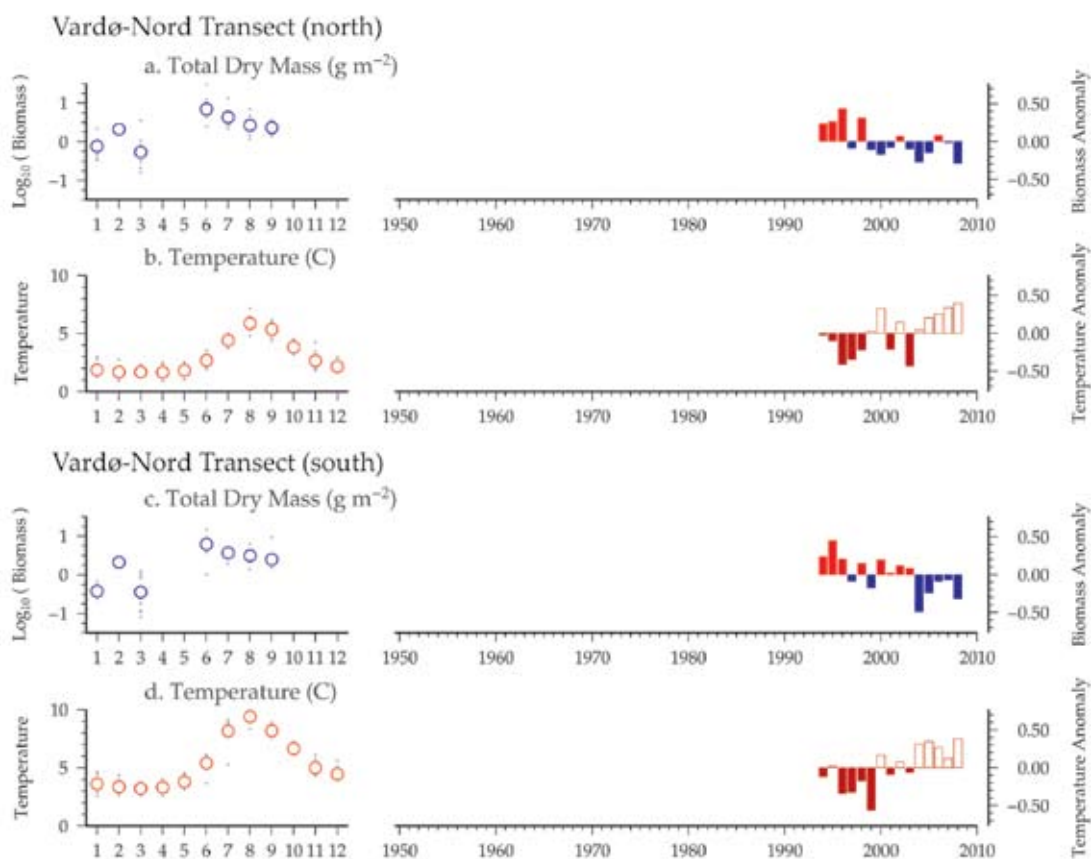 Vardø-Nord Transect (north)
a. Total Dry Mass (g m⁻²)
Log₁₀ ( Biomass )
1
0
−1
1 2 3 4 5 6 7 8 9 10 11 12
1950 1960 1970 1980 1990 2000 2010
0.50
0.00
−0.50
Biomass Anomaly
b. Temperature (C)
Temperature
10
5
0
1 2 3 4 5 6 7 8 9 10 11 12
1950 1960 1970 1980 1990 2000 2010
0.50
0.00
−0.50
Temperature Anomaly
Vardø-Nord Transect (south)
c. Total Dry Mass (g m⁻²)
Log₁₀ ( Biomass )
1
0
−1
1 2 3 4 5 6 7 8 9 10 11 12
1950 1960 1970 1980 1990 2000 2010
0.50
0.00
−0.50
Biomass Anomaly
d. Temperature (C)
Temperature
10
5
0
1 2 3 4 5 6 7 8 9 10 11 12
1950 1960 1970 1980 1990 2000 2010
0.50
0.00
−0.50
Temperature Anomaly